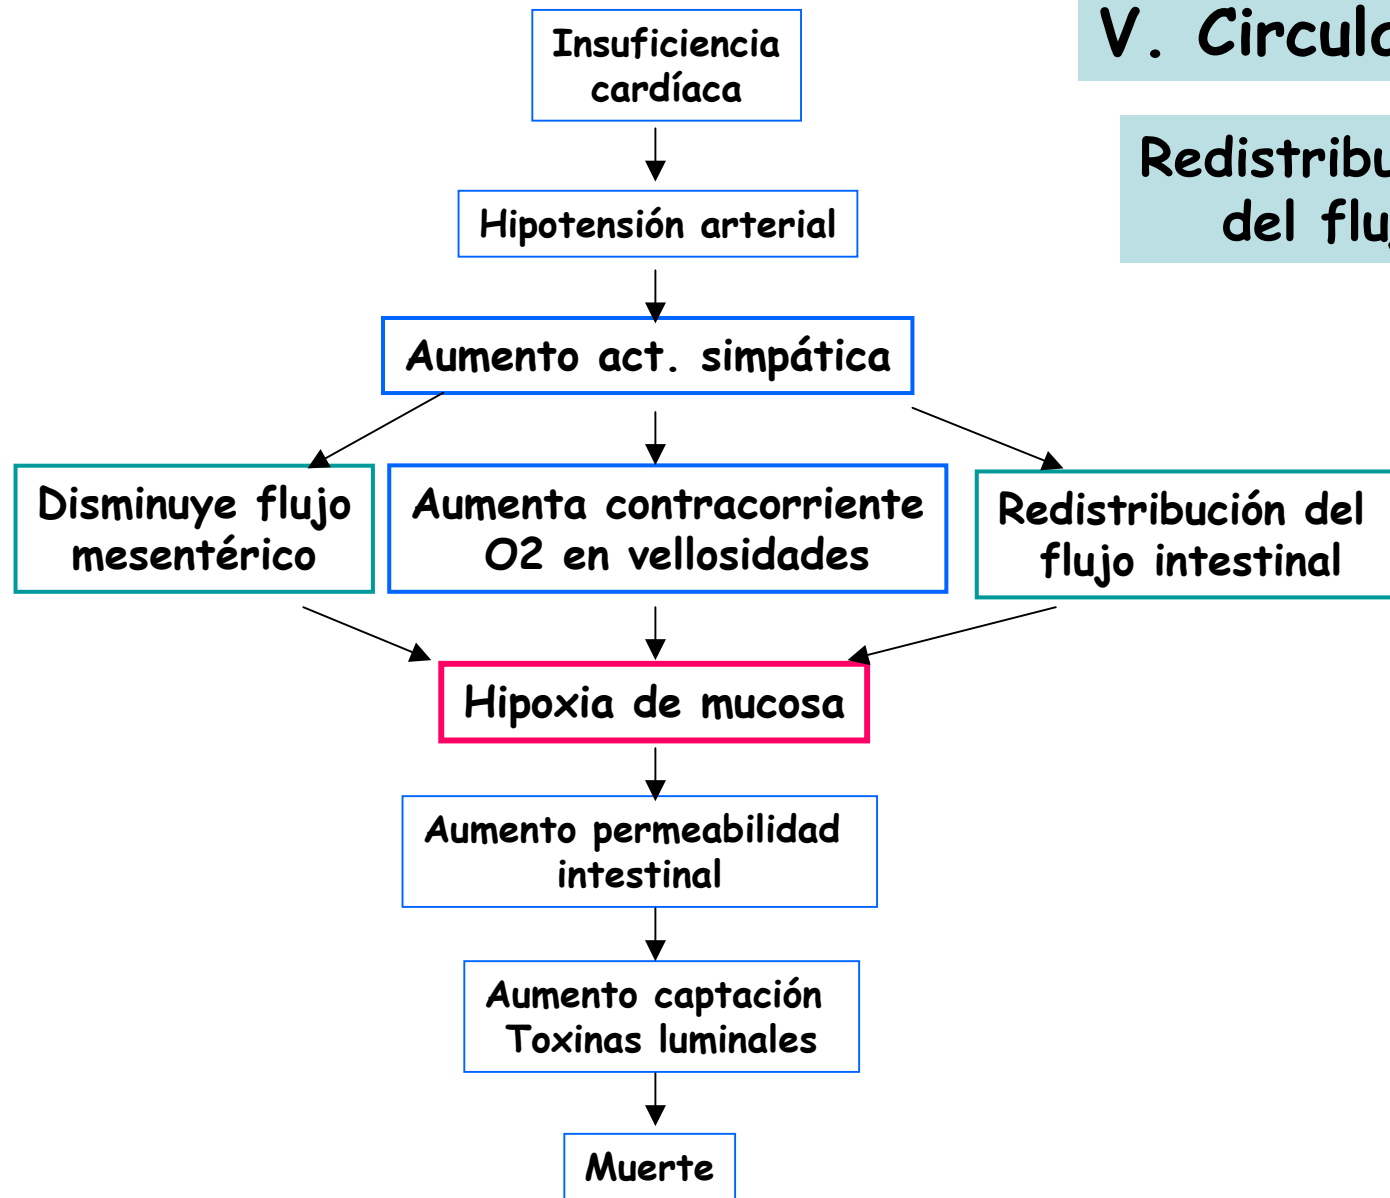 V. Circul
Redistribu
del flu
Insuficiencia
cardíaca
Hipotensión arterial
Aumento act. simpática
Disminuye flujo
mesentérico
Aumenta contracorriente
O2 en vellosidades
Redistribución del
flujo intestinal
Hipoxia de mucosa
Aumento permeabilidad
intestinal
Aumento captación
Toxinas luminales
Muerte